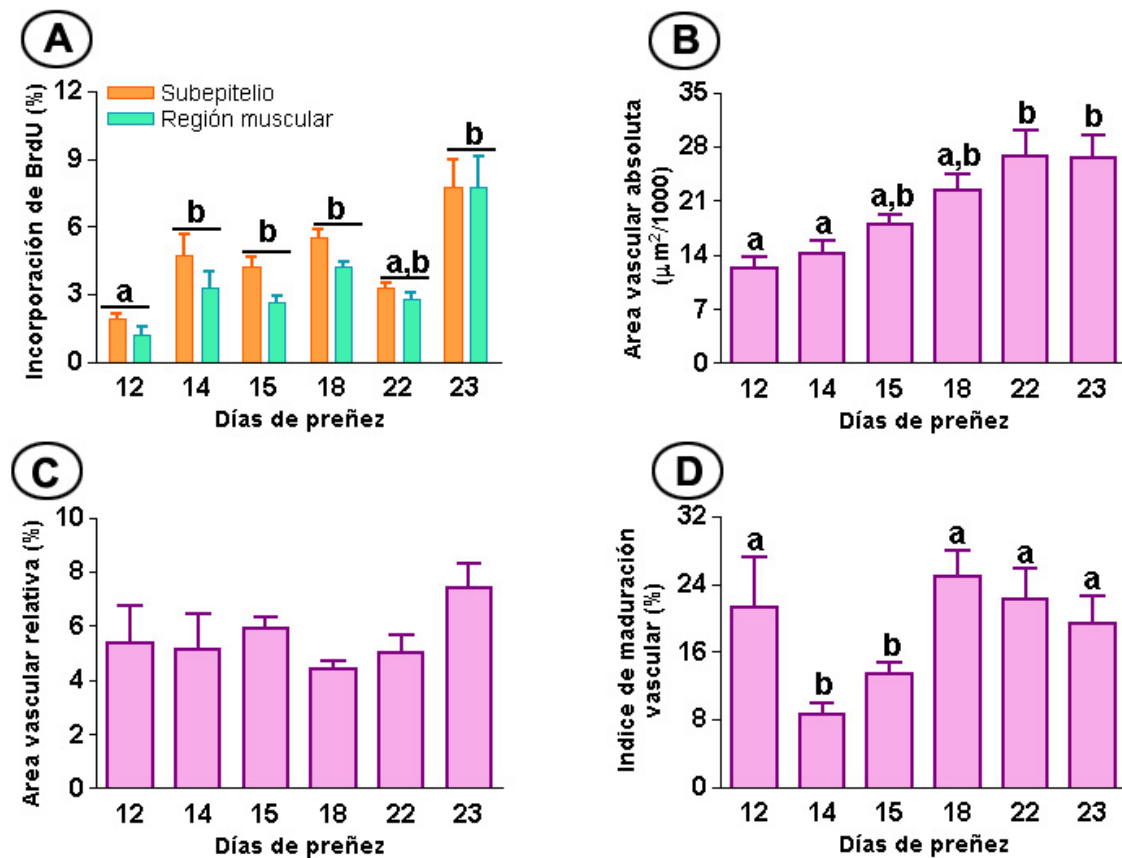 A
Incorporación de BrdU (%)
12
9
6
3
0
Subepitelio
Región muscular
a
b
b
b
a,b
b
12 14 15 18 22 23
Días de preñez
B
Area vascular absoluta
(μm²/1000)
35
28
21
14
7
0
a
a
a,b
a,b
b
b
12 14 15 18 22 23
Días de preñez
C
Area vascular relativa (%)
10
8
6
4
2
0
12 14 15 18 22 23
Días de preñez
D
Indice de maduración
vascular (%)
32
24
16
8
0
a
b
b
a
a
a
12 14 15 18 22 23
Días de preñez